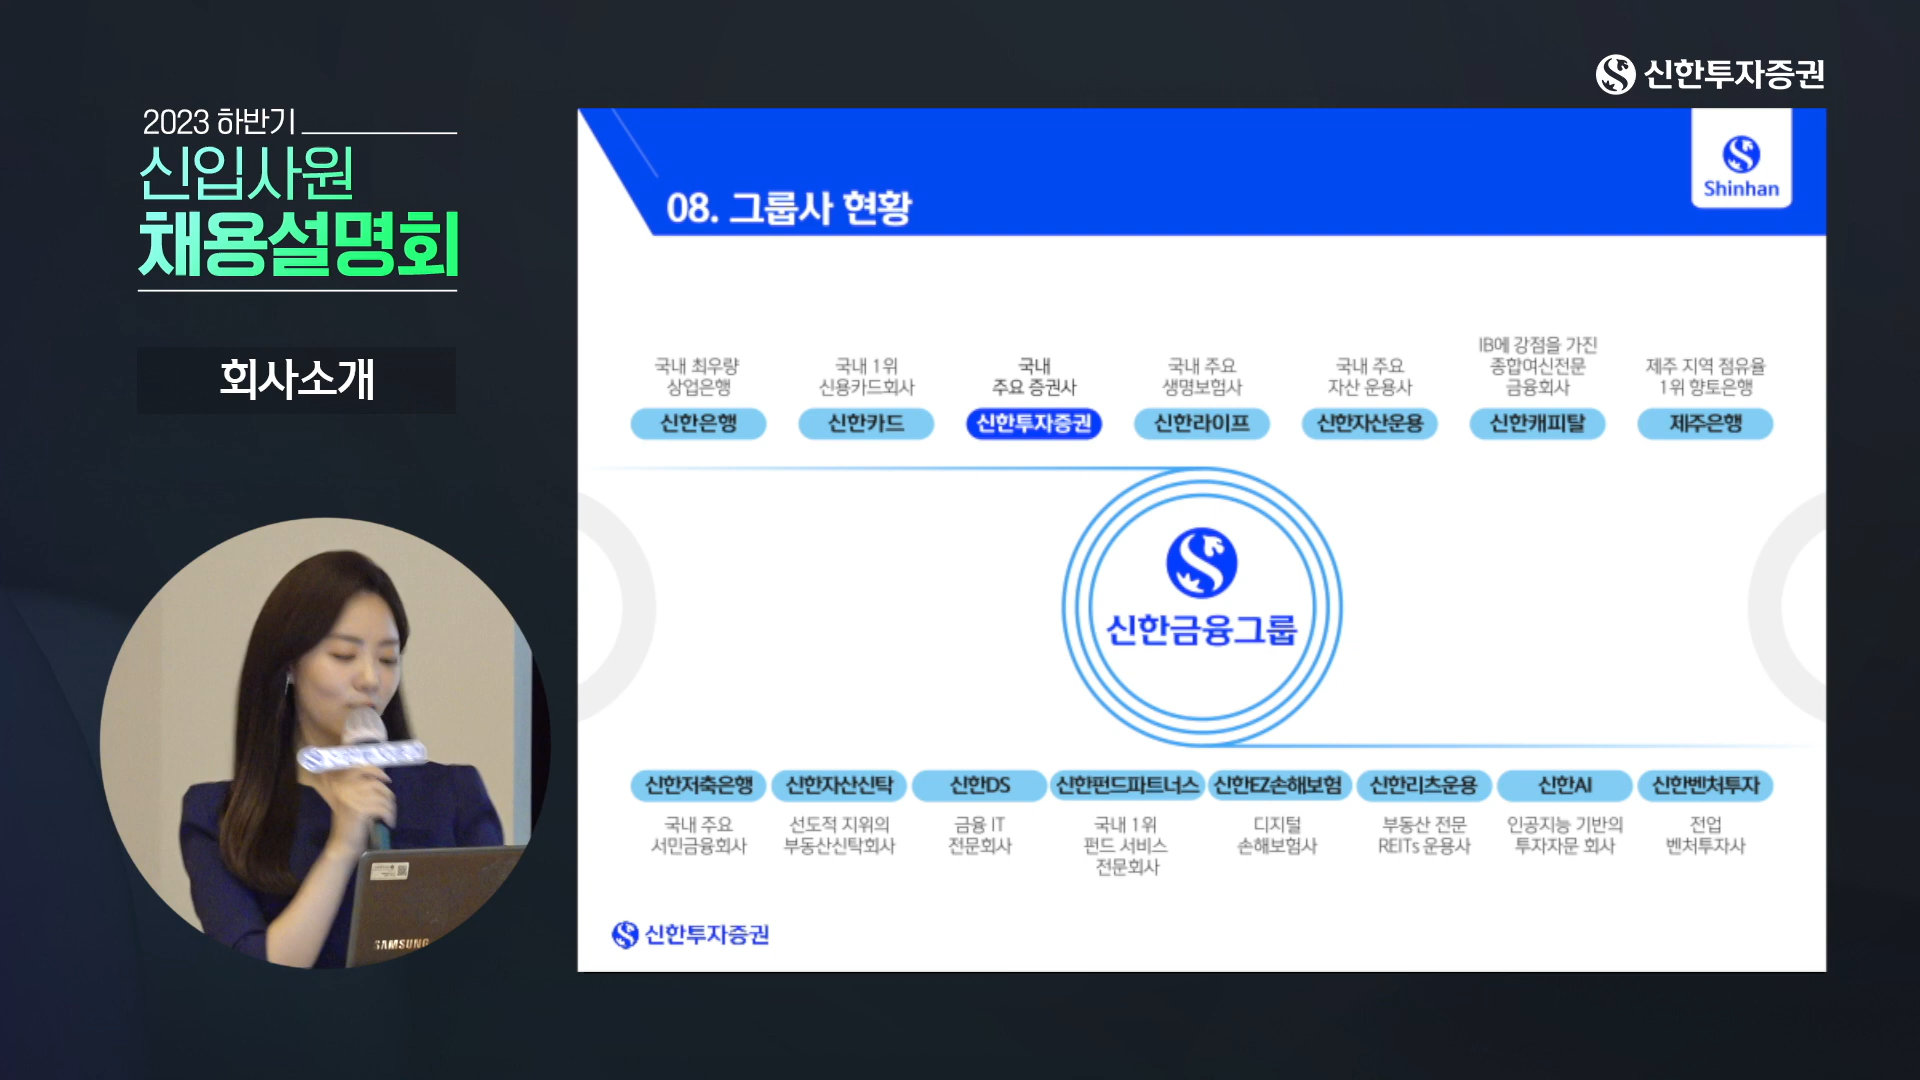 신한투자증권
2023 하반기
신입사원
채용설명회
회사소개
Shinhan
08. 그룹사 현황
국내 최우량
상업은행
신한은행
국내 1위
신용카드회사
신한카드
국내
주요 증권사
신한투자증권
국내 주요
생명보험사
신한라이프
국내 주요
자산 운용사
신한자산운용
IB에 강점을 가진
종합여신전문
금융회사
신한캐피탈
제주 지역 점유율
1위 향토은행
제주은행
신한금융그룹
신한저축은행
국내 주요
서민금융회사
신한자산신탁
선도적 지위의
부동산신탁회사
신한DS
금융 IT
전문회사
신한펀드파트너스
국내 1위
펀드 서비스
전문회사
신한EZ손해보험
디지털
손해보험사
신한리츠운용
부동산 전문
REITs 운용사
신한AI
인공지능 기반의
투자자문 회사
신한벤처투자
전업
벤처투자사
신한투자증권
SAMSUNG